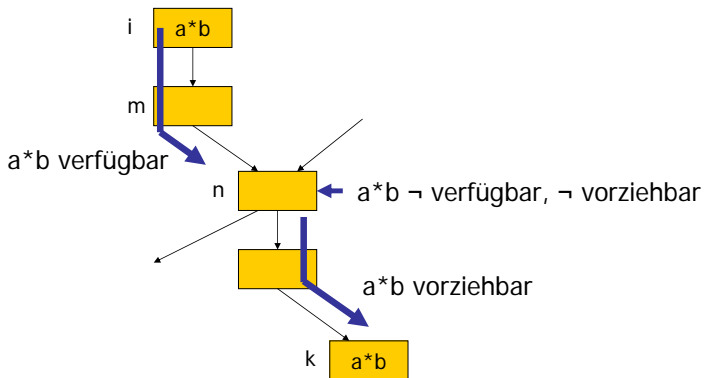 i a*b
m
a*b verfügbar
n a*b ¬ verfügbar, ¬ vorziehbar
a*b vorziehbar
k a*b